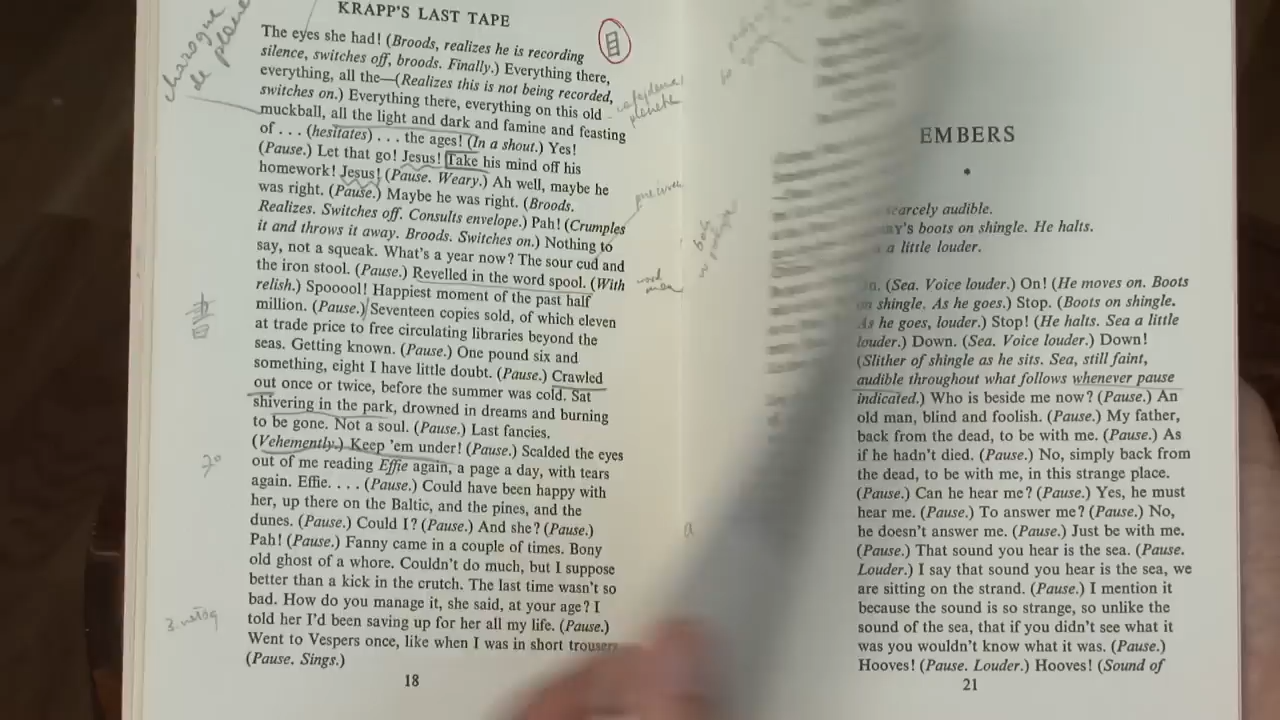 KRAPP'S LAST TAPE
charogne
de planè
The eyes she had! (Broods, realizes he is recording
silence, switches off, broods. Finally.) Everything there,
everything, all the—(Realizes this is not being recorded,
switches on.) Everything there, everything on this old
muckball, all the light and dark and famine and feasting
of . . . (hesitates) . . . the ages! (In a shout.) Yes!
(Pause.) Let that go! Jesus! Take his mind off his
homework! Jesus! (Pause. Weary.) Ah well, maybe he
was right. (Pause.) Maybe he was right. (Broods.
Realizes. Switches off. Consults envelope.) Pah! (Crumples
it and throws it away. Broods. Switches on.) Nothing to
say, not a squeak. What's a year now? The sour cud and
the iron stool. (Pause.) Revelled in the word spool. (With
relish.) Spooool! Happiest moment of the past half
million. (Pause.) Seventeen copies sold, of which eleven
at trade price to free circulating libraries beyond the
seas. Getting known. (Pause.) One pound six and
something, eight I have little doubt. (Pause.) Crawled
out once or twice, before the summer was cold. Sat
shivering in the park, drowned in dreams and burning
to be gone. Not a soul. (Pause.) Last fancies.
(Vehemently.) Keep 'em under! (Pause.) Scalded the eyes
out of me reading Effie again, a page a day, with tears
again. Effie. . . . (Pause.) Could have been happy with
her, up there on the Baltic, and the pines, and the
dunes. (Pause.) Could I? (Pause.) And she? (Pause.)
Pah! (Pause.) Fanny came in a couple of times. Bony
old ghost of a whore. Couldn't do much, but I suppose
better than a kick in the crutch. The last time wasn't so
bad. How do you manage it, she said, at your age? I
told her I'd been saving up for her all my life. (Pause.)
Went to Vespers once, like when I was in short trousers
(Pause. Sings.)
18
EMBERS
scarcely audible.
boots on shingle. He halts.
a little louder.
(Sea. Voice louder.) On! (He moves on. Boots
on shingle. As he goes.) Stop. (Boots on shingle.
As he goes, louder.) Stop! (He halts. Sea a little
louder.) Down. (Sea. Voice louder.) Down!
(Slither of shingle as he sits. Sea, still faint,
audible throughout what follows whenever pause
indicated.) Who is beside me now? (Pause.) An
old man, blind and foolish. (Pause.) My father,
back from the dead, to be with me. (Pause.) As
if he hadn't died. (Pause.) No, simply back from
the dead, to be with me, in this strange place.
(Pause.) Can he hear me? (Pause.) Yes, he must
hear me. (Pause.) To answer me? (Pause.) No,
he doesn't answer me. (Pause.) Just be with me.
(Pause.) That sound you hear is the sea. (Pause.
Louder.) I say that sound you hear is the sea, we
are sitting on the strand. (Pause.) I mention it
because the sound is so strange, so unlike the
sound of the sea, that if you didn't see what it
was you wouldn't know what it was. (Pause.)
Hooves! (Pause. Louder.) Hooves! (Sound of
21